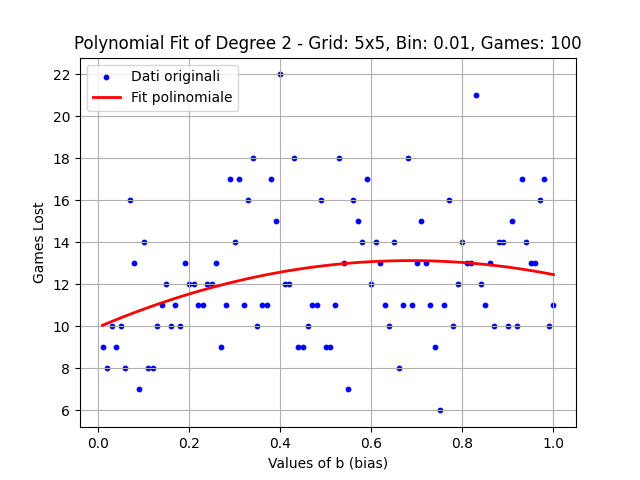 Polynomial Fit of Degree 2 - Grid: 5x5, Bin: 0.01, Games: 100
Dati originali
Fit polinomiale
22
20
18
16
14
12
10
8
6
Games Lost
0.0 0.2 0.4 0.6 0.8 1.0
Values of b (bias)